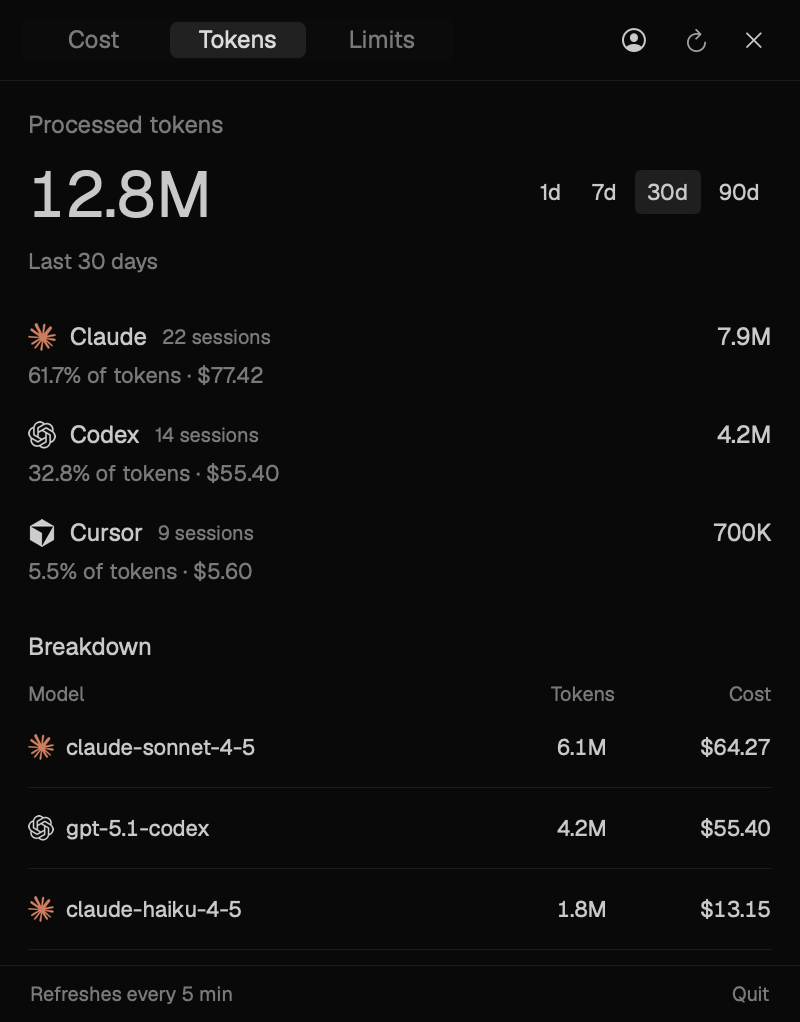 Cost Tokens Limits
Processed tokens
12.8M
1d 7d 30d 90d
Last 30 days
Claude 22 sessions 7.9M
61.7% of tokens · $77.42
Codex 14 sessions 4.2M
32.8% of tokens · $55.40
Cursor 9 sessions 700K
5.5% of tokens · $5.60
Breakdown
Model Tokens Cost
claude-sonnet-4-5 6.1M $64.27
gpt-5.1-codex 4.2M $55.40
claude-haiku-4-5 1.8M $13.15
Refreshes every 5 min Quit